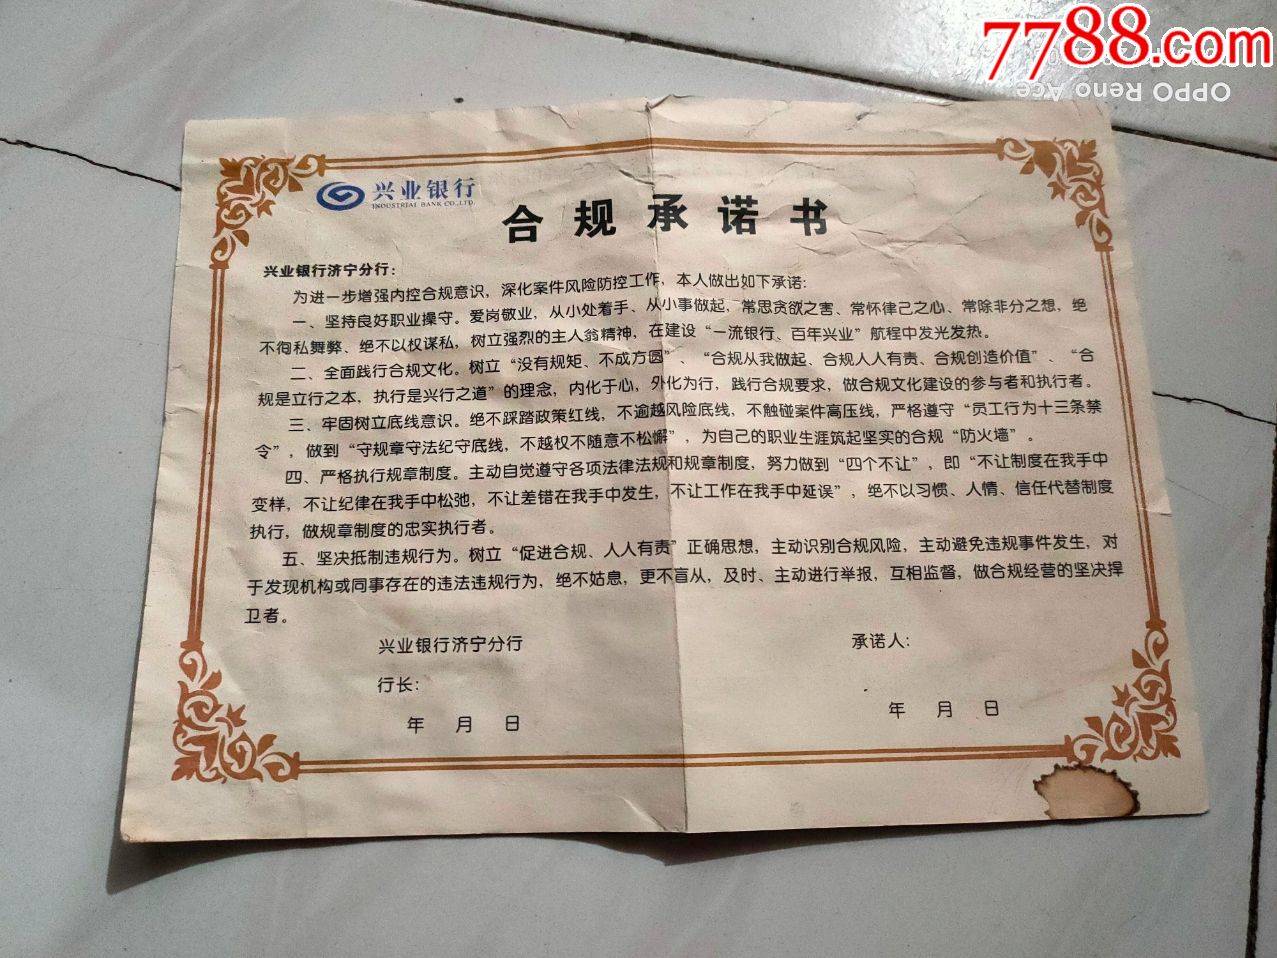 7788.com
OPPO Reno Ace
兴业银行
INDUSTRIAL BANK CO.,LTD.
合规承诺书
兴业银行济宁分行：
为进一步增强内控合规意识，深化案件风险防控工作，本人做出如下承诺：
一、坚持良好职业操守。爱岗敬业，从小处着手、从小事做起，常思贪欲之害、常怀律己之心、常除非分之想，绝
不徇私舞弊、绝不以权谋私，树立强烈的主人翁精神，在建设“一流银行、百年兴业”航程中发光发热。
二、全面践行合规文化。树立“没有规矩、不成方圆”、“合规从我做起、合规人人有责、合规创造价值”、“合
规是立行之本，执行是兴行之道”的理念，内化于心，外化为行，践行合规要求，做合规文化建设的参与者和执行者。
三、牢固树立底线意识。绝不踩踏政策红线，不逾越风险底线，不触碰案件高压线，严格遵守“员工行为十三条禁
令”，做到“守规章守法纪守底线，不越权不随意不松懈”，为自己的职业生涯筑起坚实的合规“防火墙”。
四、严格执行规章制度。主动自觉遵守各项法律法规和规章制度，努力做到“四个不让”，即“不让制度在我手中
变样，不让纪律在我手中松弛，不让差错在我手中发生，不让工作在我手中延误”，绝不以习惯、人情、信任代替制度
执行，做规章制度的忠实执行者。
五、坚决抵制违规行为。树立“促进合规、人人有责”正确思想，主动识别合规风险，主动避免违规事件发生，对
于发现机构或同事存在的违法违规行为，绝不姑息，更不盲从，及时、主动进行举报，互相监督，做合规经营的坚决捍
卫者。
兴业银行济宁分行
承诺人：
行长：
年 月 日
年 月 日